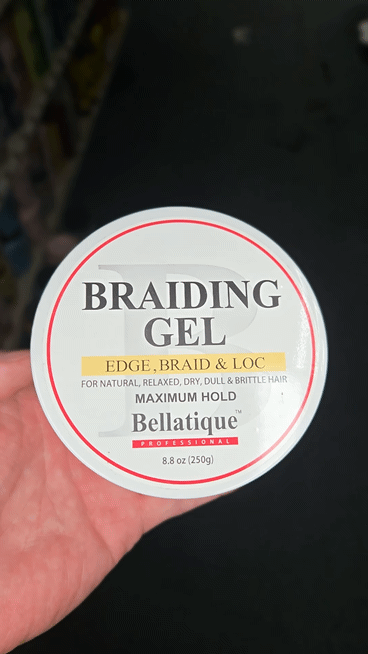 BRAIDING
GEL
EDGE, BRAID & LOC
FOR NATURAL, RELAXED, DRY, DULL & BRITTLE HAIR
MAXIMUM HOLD
Bellatique™
PROFESSIONAL
8.8 oz (250g)